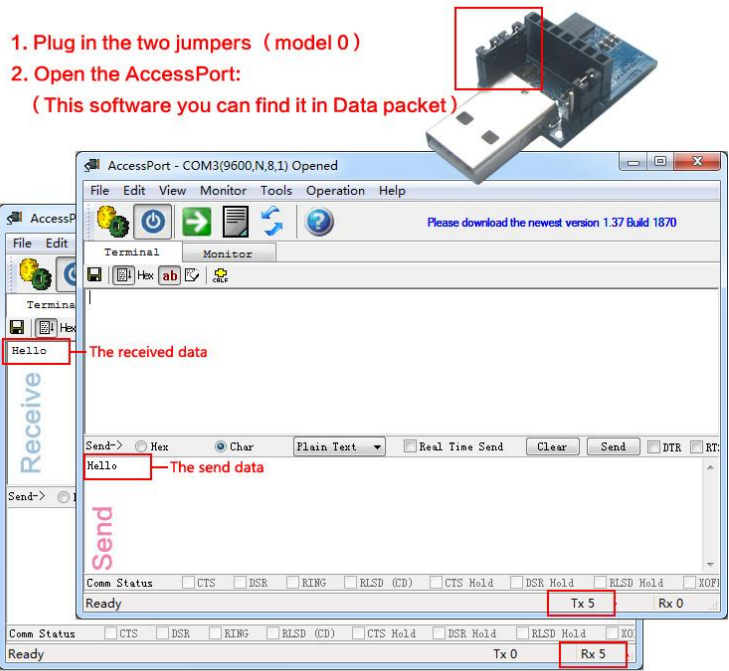 1. Plug in the two jumpers （model 0）
2. Open the AccessPort:
（This software you can find it in Data packet）
AccessPort - COM3(9600,N,8,1) Opened
File Edit View Monitor Tools Operation Help
Please download the newest version 1.37 Build 1870
Terminal Monitor
Hex ab CRLF
The received data
Send-> Hex Char Plain Text Real Time Send Clear Send DTR RTS
Hello The send data
Send
Comm Status CTS DSR RING RLSD (CD) CTS Hold DSR Hold RLSD Hold XOFF
Ready Tx 5 Rx 0
AccessP
File Edit
Termina
Hex
Hello
Receive
Send->
Comm Status CTS DSR RING RLSD (CD) CTS Hold DSR Hold RLSD Hold XO
Ready Tx 0 Rx 5